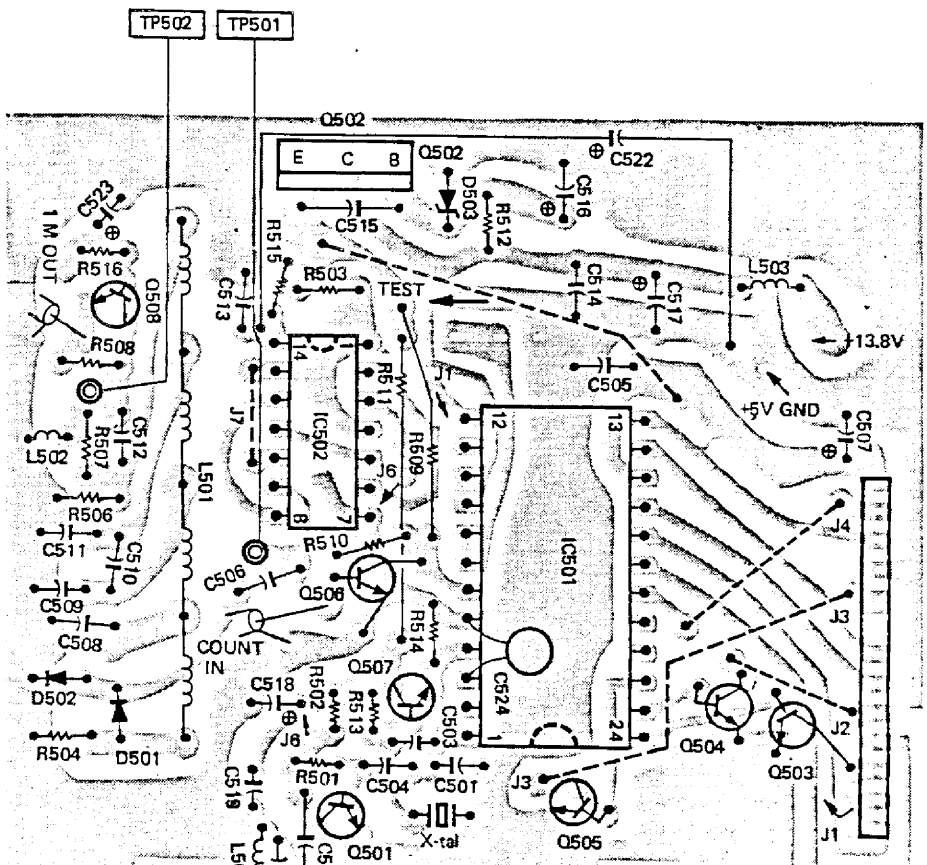 TP502 TP501
Q502
E C B
Q502
C522
C523
D503
C516
C515
R512
1 M OUT
R516
R515
R503
Q508
C513
TEST
C514
C517
L503
R508
14
+13.8V
J1
C505
R511
+5V GND
J7
IC502
12
13
C507
L502
R507
C512
R509
L501
J6
R506
8
7
C511
R510
IC501
J4
C510
C506
Q506
C509
J3
C508
R514
COUNT
IN
Q507
D502
C518
R502
C524
R513
J6
C503
1
24
J2
R504
D501
Q504
Q503
R501
C504
C501
J3
C519
X-tal
J1
Q501
Q505